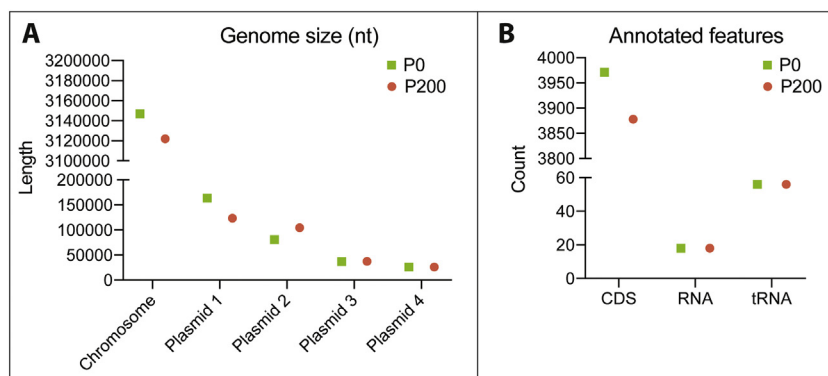 A
Genome size (nt)
P0
P200
Length
3200000
3180000
3160000
3140000
3120000
3100000
200000
150000
100000
50000
0
Chromosome
Plasmid 1
Plasmid 2
Plasmid 3
Plasmid 4
B
Annotated features
P0
P200
Count
4000
3950
3900
3850
3800
60
40
20
0
CDS
RNA
tRNA